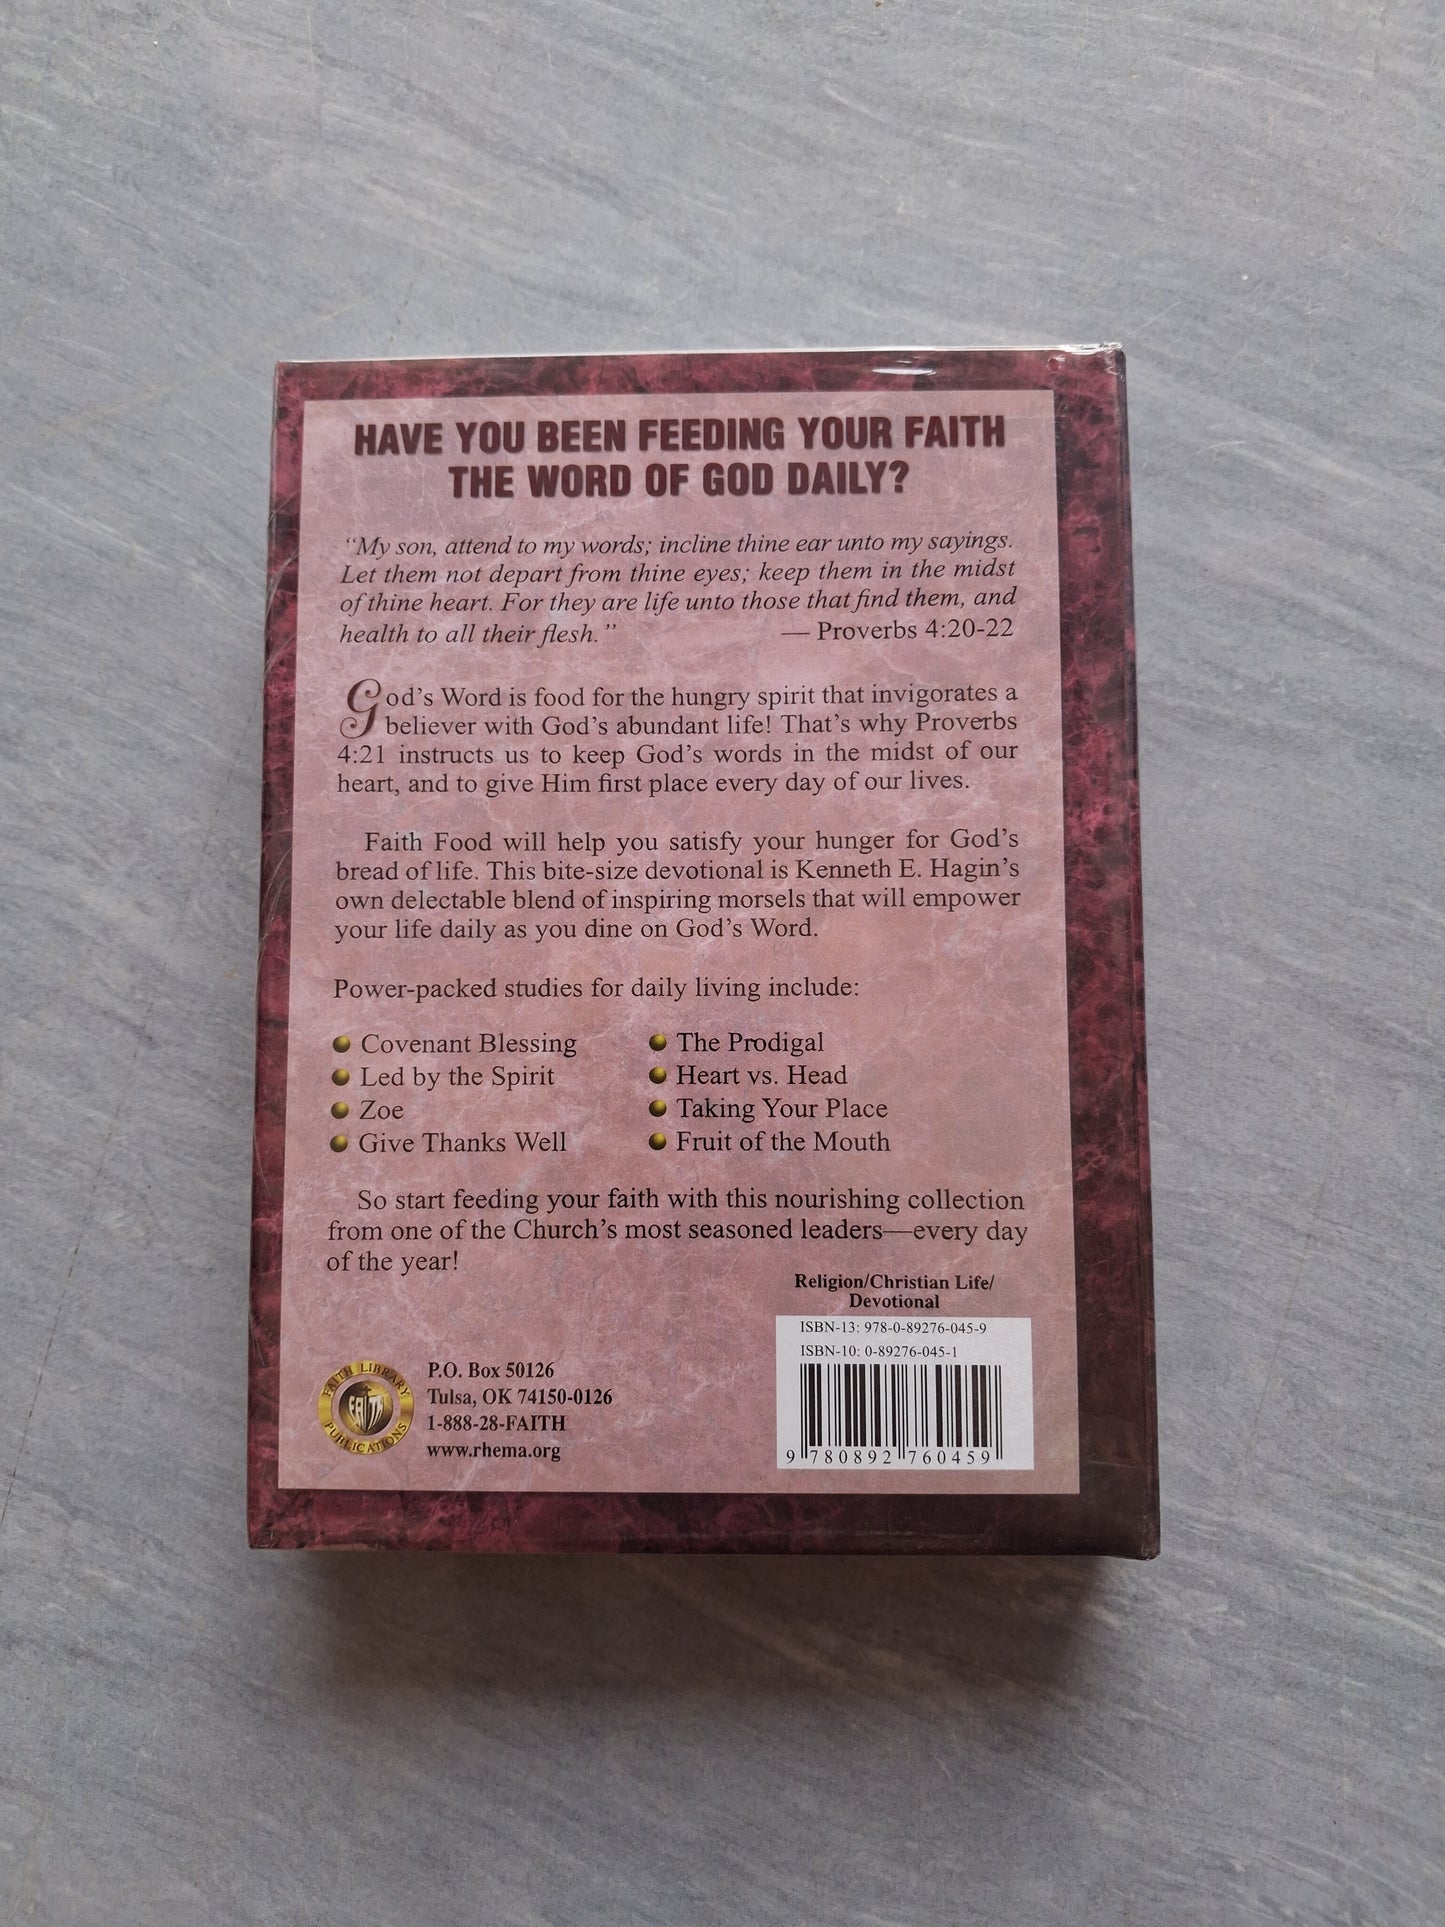 HAVE YOU BEEN FEEDING YOUR FAITH
THE WORD OF GOD DAILY?
“My son, attend to my words; incline thine ear unto my sayings.
Let them not depart from thine eyes; keep them in the midst
of thine heart. For they are life unto those that find them, and
health to all their flesh.” — Proverbs 4:20-22
God’s Word is food for the hungry spirit that invigorates a
believer with God’s abundant life! That’s why Proverbs
4:21 instructs us to keep God’s words in the midst of our
heart, and to give Him first place every day of our lives.
Faith Food will help you satisfy your hunger for God’s
bread of life. This bite-size devotional is Kenneth E. Hagin’s
own delectable blend of inspiring morsels that will empower
your life daily as you dine on God’s Word.
Power-packed studies for daily living include:
Covenant Blessing
Led by the Spirit
Zoe
Give Thanks Well
The Prodigal
Heart vs. Head
Taking Your Place
Fruit of the Mouth
So start feeding your faith with this nourishing collection
from one of the Church’s most seasoned leaders—every day
of the year!
Religion/Christian Life/
Devotional
ISBN-13: 978-0-89276-045-9
ISBN-10: 0-89276-045-1
9 780892 760459
FAITH LIBRARY
FAITH
PUBLICATIONS
P.O. Box 50126
Tulsa, OK 74150-0126
1-888-28-FAITH
www.rhema.org